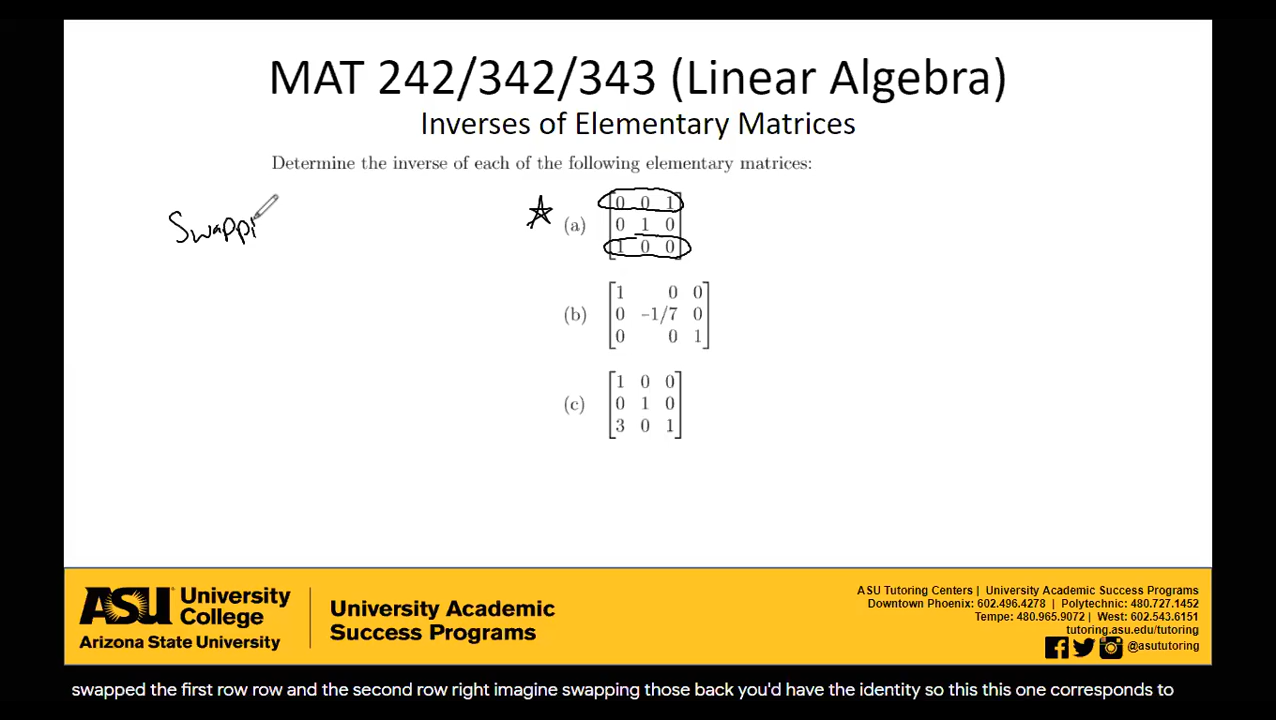 MAT 242/342/343 (Linear Algebra)
Inverses of Elementary Matrices
Determine the inverse of each of the following elementary matrices:
Swappi
(a)
0 0 1
0 1 0
1 0 0
(b)
1 0 0
0 -1/7 0
0 0 1
(c)
1 0 0
0 1 0
3 0 1
ASU University
College
Arizona State University
University Academic
Success Programs
ASU Tutoring Centers | University Academic Success Programs
Downtown Phoenix: 602.496.4278 | Polytechnic: 480.727.1452
Tempe: 480.965.9072 | West: 602.543.6151
tutoring.asu.edu/tutoring
@asututoring
swapped the first row row and the second row right imagine swapping those back you'd have the identity so this this one corresponds to